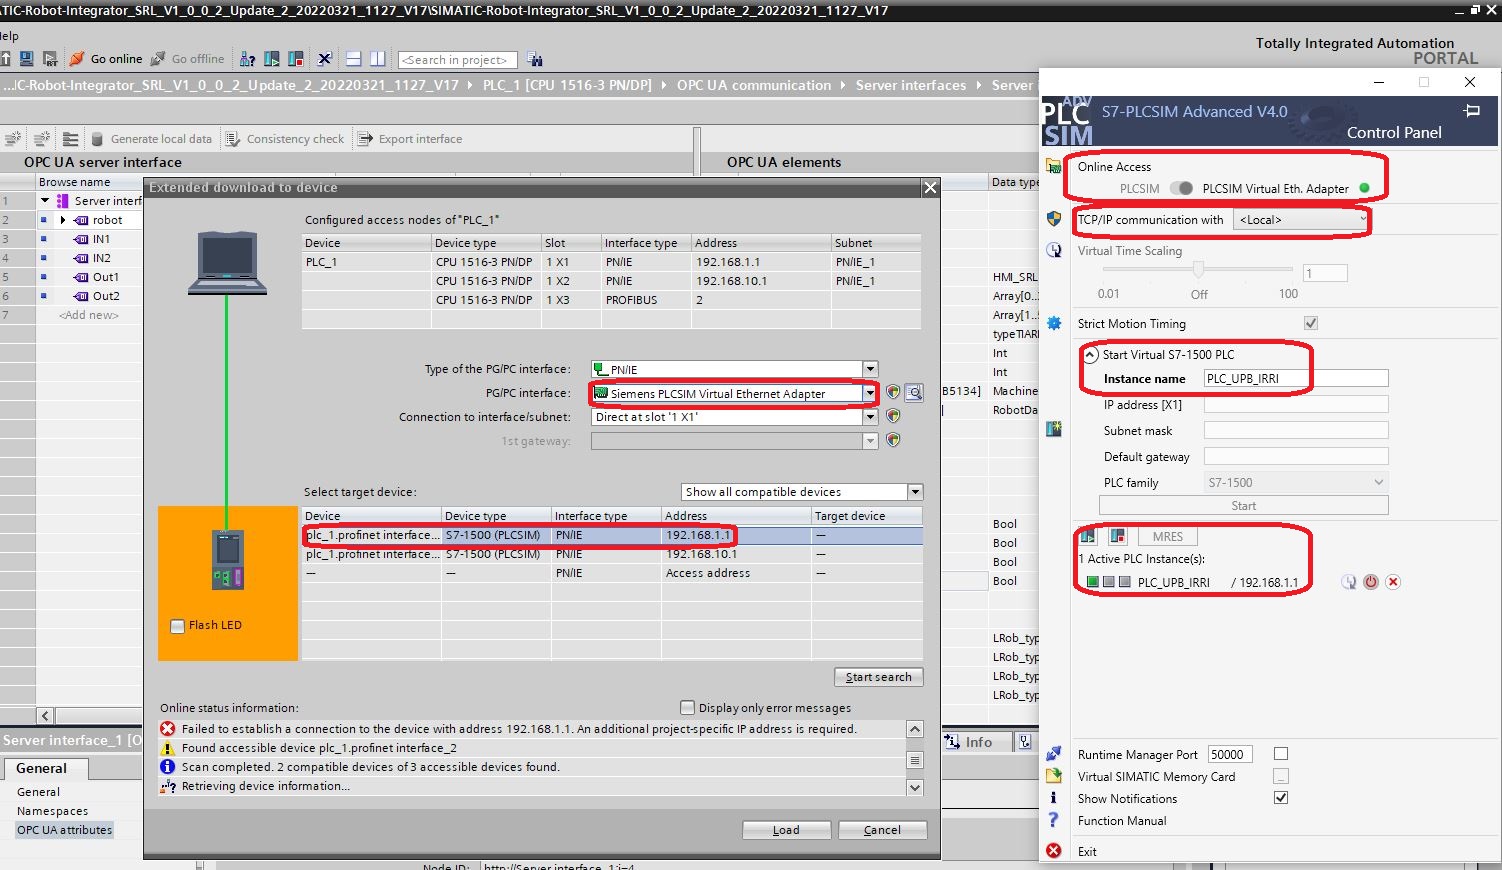 TIC-Robot-Integrator_SRL_V1_0_0_2_Update_2_20220321_1127_V17\SIMATIC-Robot-Integrator_SRL_V1_0_0_2_Update_2_20220321_1127_V17
elp
Go online Go offline <Search in project>
Totally Integrated Automation
PORTAL
...IC-Robot-Integrator_SRL_V1_0_0_2_Update_2_20220321_1127_V17 PLC_1 [CPU 1516-3 PN/DP] OPC UA communication Server interfaces Server
Generate local data Consistency check Export interface
OPC UA server interface OPC UA elements
Browse name Data type
1 Server interf
2 robot
3 IN1
4 IN2
5 Out1
6 Out2
7 <Add new>
HMI_SRL
Int
Int
B5134] Machine
RobotDa
Bool
Bool
Bool
Bool
LRob_typ
LRob_typ
LRob_typ
LRob_typ
Extended download to device
Configured access nodes of "PLC_1"
Device Device type Slot Interface type Address Subnet
PLC_1 CPU 1516-3 PN/DP 1 X1 PN/IE 192.168.1.1 PN/IE_1
CPU 1516-3 PN/DP 1 X2 PN/IE 192.168.10.1 PN/IE_1
CPU 1516-3 PN/DP 1 X3 PROFIBUS 2
Type of the PG/PC interface: PN/IE
PG/PC interface: Siemens PLCSIM Virtual Ethernet Adapter
Connection to interface/subnet: Direct at slot '1 X1'
1st gateway:
Select target device: Show all compatible devices
Device Device type Interface type Address Target device
plc_1.profinet interface... S7-1500 (PLCSIM) PN/IE 192.168.1.1 ---
plc_1.profinet interface... S7-1500 (PLCSIM) PN/IE 192.168.10.1 ---
--- --- PN/IE Access address ---
Flash LED
Start search
Online status information: Display only error messages
Failed to establish a connection to the device with address 192.168.1.1. An additional project-specific IP address is required.
Found accessible device plc_1.profinet interface_2
Scan completed. 2 compatible devices of 3 accessible devices found.
Retrieving device information...
Load Cancel
Server interface_1 [O
Info
General
General
Namespaces
OPC UA attributes
PLC SIM ADV
S7-PLCSIM Advanced V4.0
Control Panel
Online Access
PLCSIM PLCSIM Virtual Eth. Adapter
TCP/IP communication with <Local>
Virtual Time Scaling
1
0.01 Off 100
Strict Motion Timing
Start Virtual S7-1500 PLC
Instance name PLC_UPB_IRRI
IP address [X1]
Subnet mask
Default gateway
PLC family S7-1500
Start
MRES
1 Active PLC Instance(s):
PLC_UPB_IRRI / 192.168.1.1
Runtime Manager Port 50000
Virtual SIMATIC Memory Card ...
Show Notifications
Function Manual
Exit